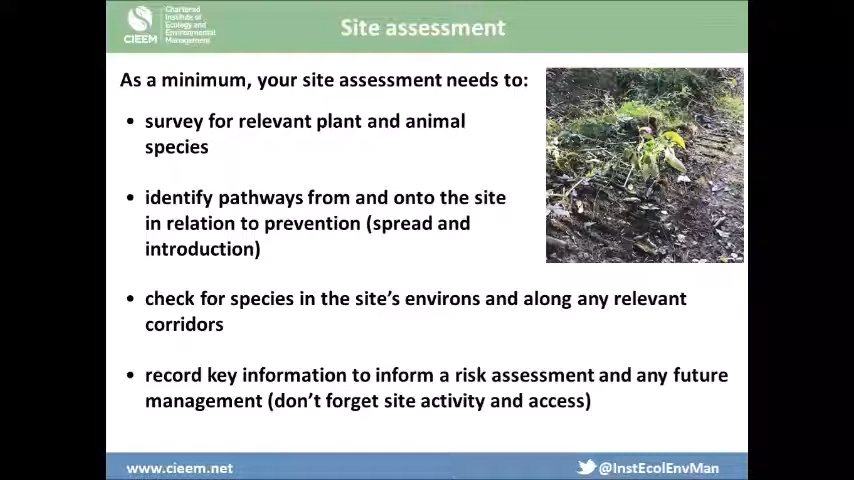 CIEEM
Chartered
Institute of
Ecology and
Environmental
Management
Site assessment
As a minimum, your site assessment needs to:
• survey for relevant plant and animal
species
• identify pathways from and onto the site
in relation to prevention (spread and
introduction)
• check for species in the site's environs and along any relevant
corridors
• record key information to inform a risk assessment and any future
management (don't forget site activity and access)
www.cieem.net
@InstEcolEnvMan